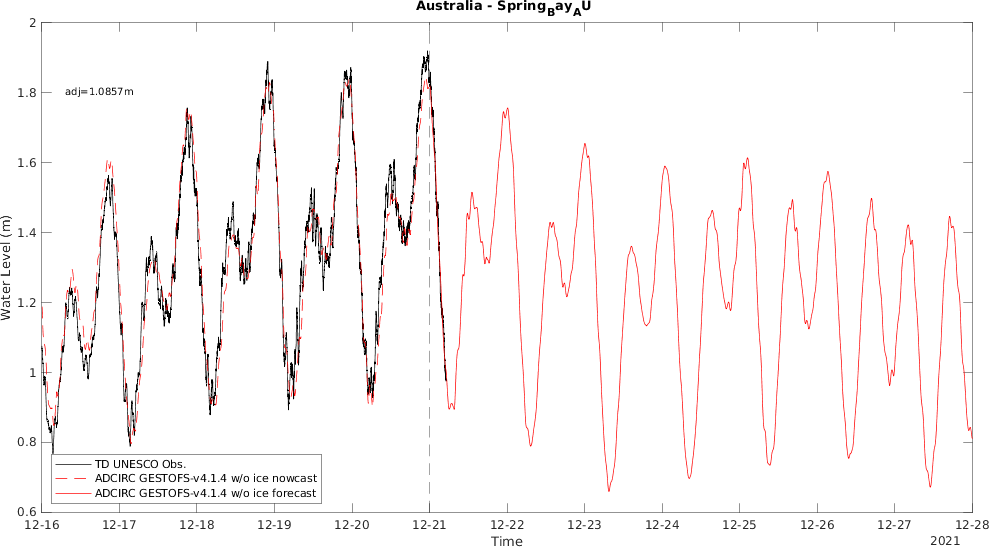 Australia - SpringBayAU
2
1.8
1.6
1.4
1.2
1
0.8
0.6
Water Level (m)
adj=1.0857m
TD UNESCO Obs.
ADCIRC GESTOFS-v4.1.4 w/o ice nowcast
ADCIRC GESTOFS-v4.1.4 w/o ice forecast
12-16 12-17 12-18 12-19 12-20 12-21 12-22 12-23 12-24 12-25 12-26 12-27 12-28
Time
2021